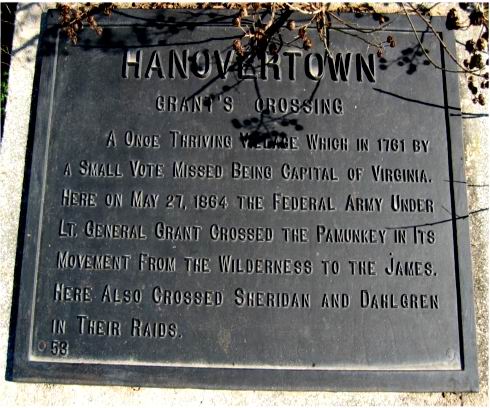 HANOVERTOWN
GRANT'S CROSSING
A ONCE THRIVING VILLAGE WHICH IN 1761 BY
A SMALL VOTE MISSED BEING CAPITAL OF VIRGINIA.
HERE ON MAY 27, 1864 THE FEDERAL ARMY UNDER
LT. GENERAL GRANT CROSSED THE PAMUNKEY IN ITS
MOVEMENT FROM THE WILDERNESS TO THE JAMES.
HERE ALSO CROSSED SHERIDAN AND DAHLGREN
IN THEIR RAIDS.
53